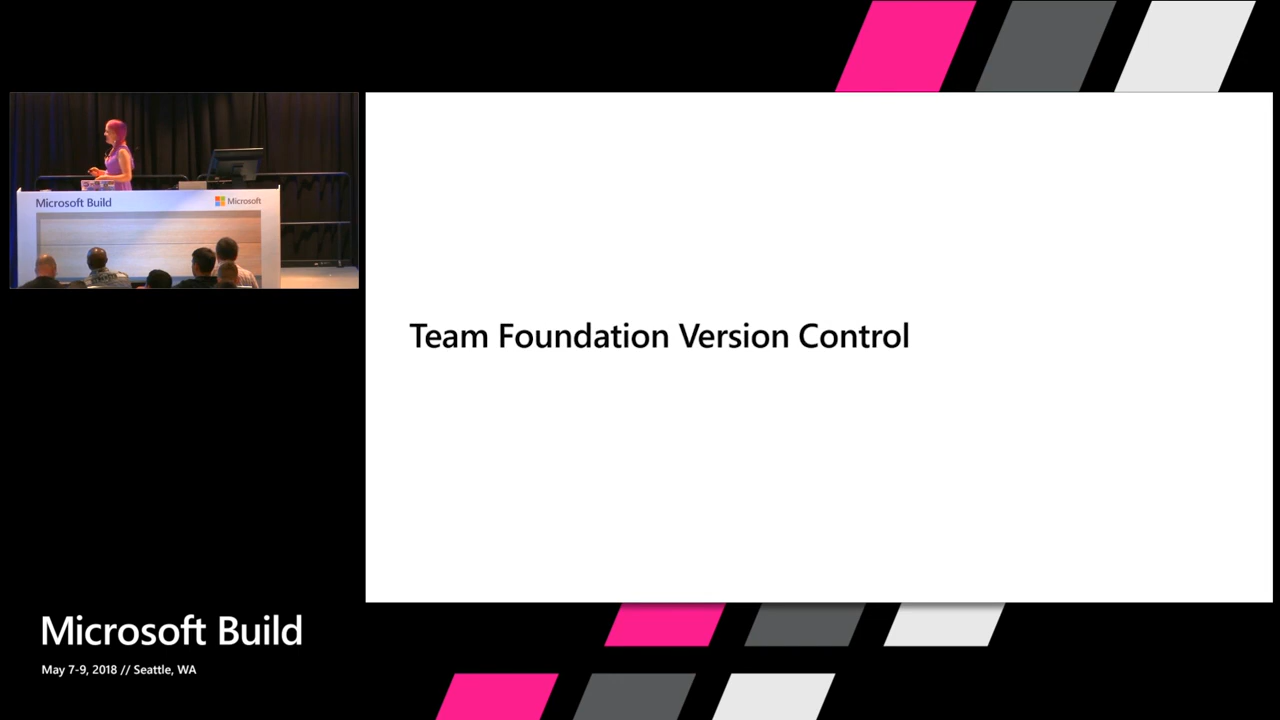 Microsoft Build
Microsoft
Team Foundation Version Control
Microsoft Build
May 7-9, 2018 // Seattle, WA